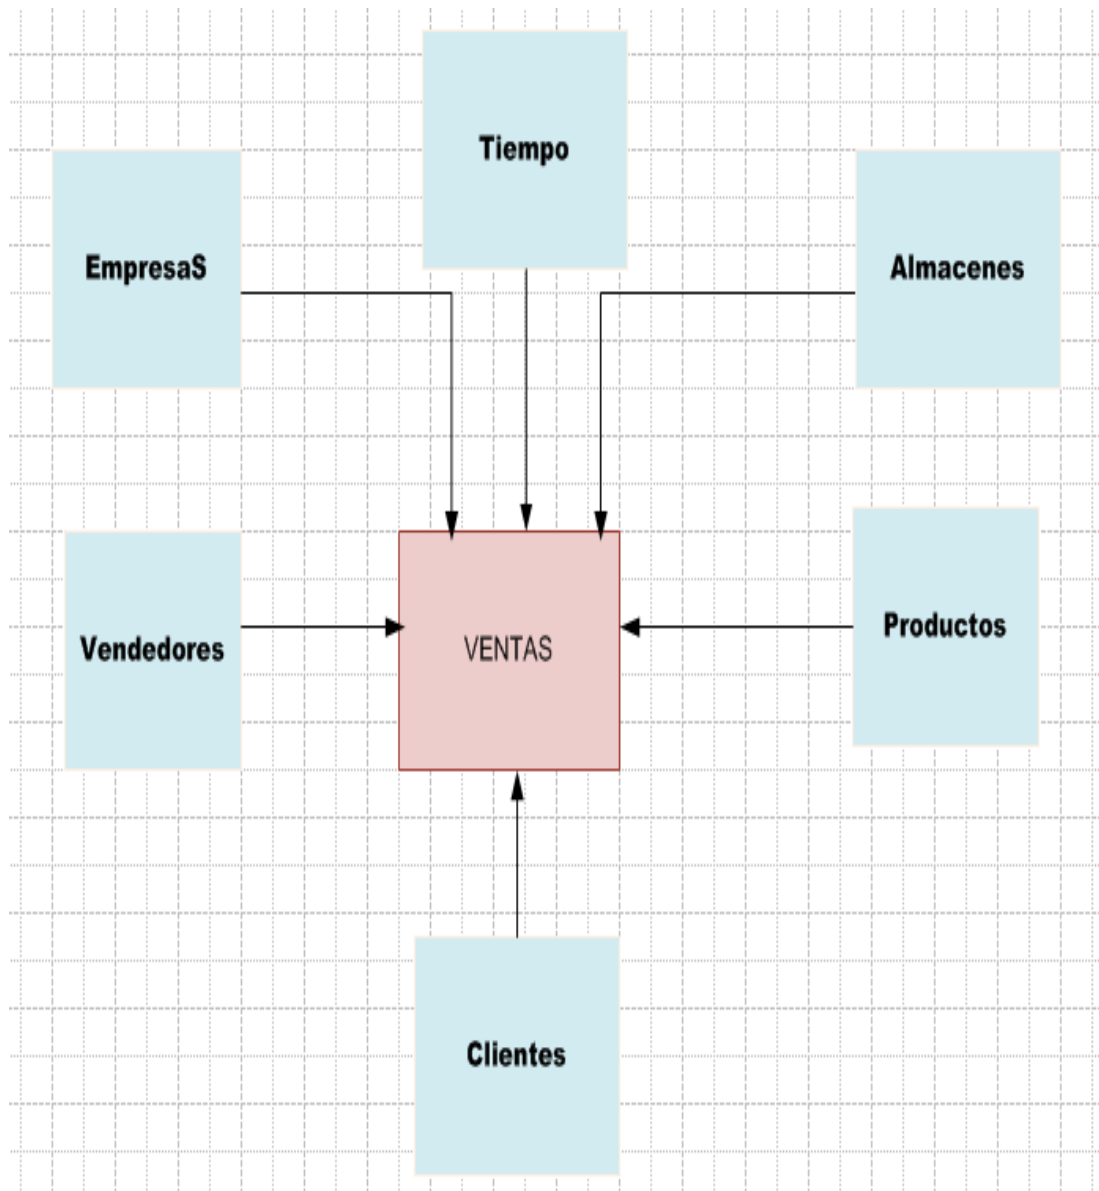 Tiempo
EmpresaS
Almacenes
Vendedores
VENTAS
Productos
Clientes